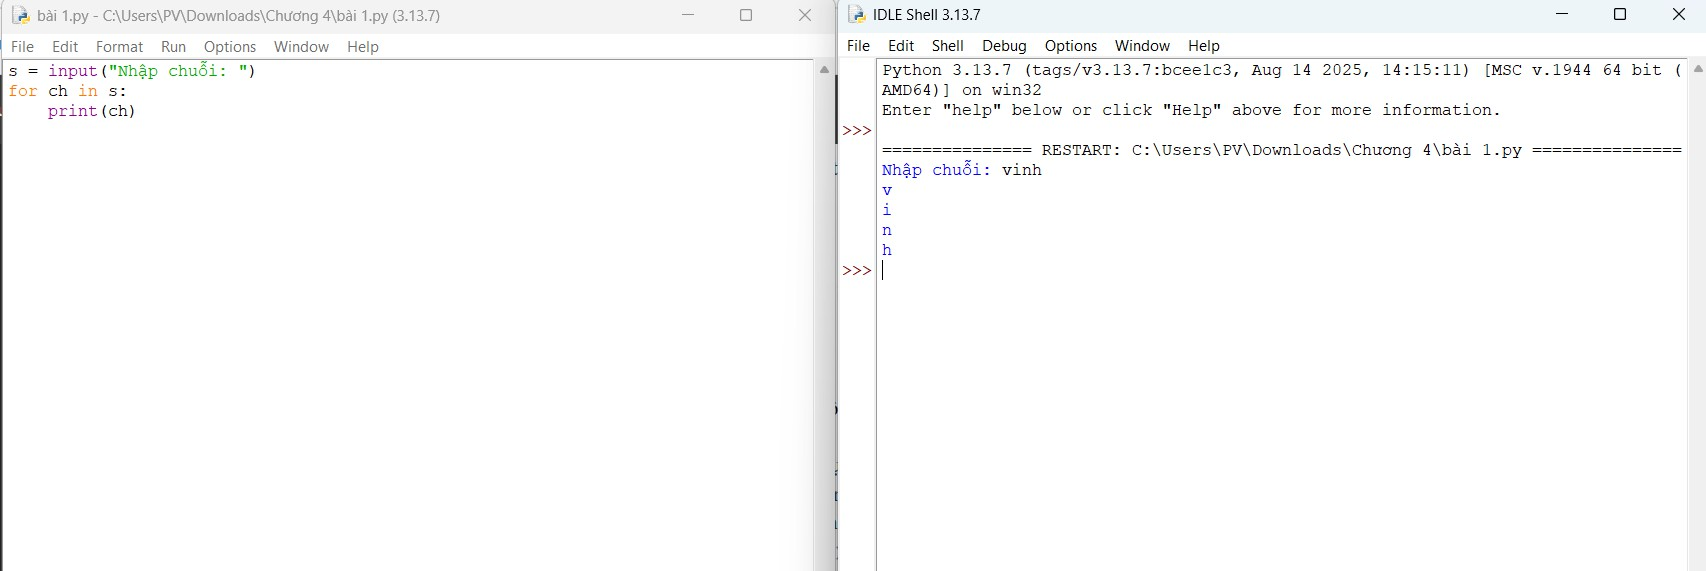 bài 1.py - C:\Users\PV\Downloads\Chương 4\bài 1.py (3.13.7)
File Edit Format Run Options Window Help
s = input("Nhập chuỗi: ")
for ch in s:
    print(ch)
IDLE Shell 3.13.7
File Edit Shell Debug Options Window Help
Python 3.13.7 (tags/v3.13.7:bcee1c3, Aug 14 2025, 14:15:11) [MSC v.1944 64 bit (
AMD64)] on win32
Enter "help" below or click "Help" above for more information.
>>>
=============== RESTART: C:\Users\PV\Downloads\Chương 4\bài 1.py ===============
Nhập chuỗi: vinh
v
i
n
h
>>>